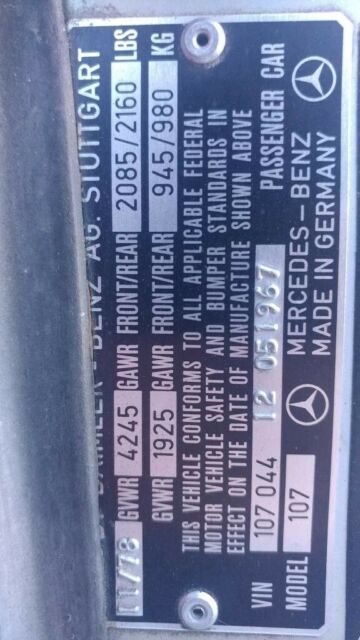 DAIMLER - BENZ AG. STUTTGART
11/78 GVWR 4245 GAWR FRONT/REAR 2085/2160 LBS
GVWR 1925 GAWR FRONT/REAR 945/980 KG
THIS VEHICLE CONFORMS TO ALL APPLICABLE FEDERAL
MOTOR VEHICLE SAFETY AND BUMPER STANDARDS IN
EFFECT ON THE DATE OF MANUFACTURE SHOWN ABOVE
VIN 107 044 12 051967 PASSENGER CAR
MODEL 107 MERCEDES-BENZ
MADE IN GERMANY